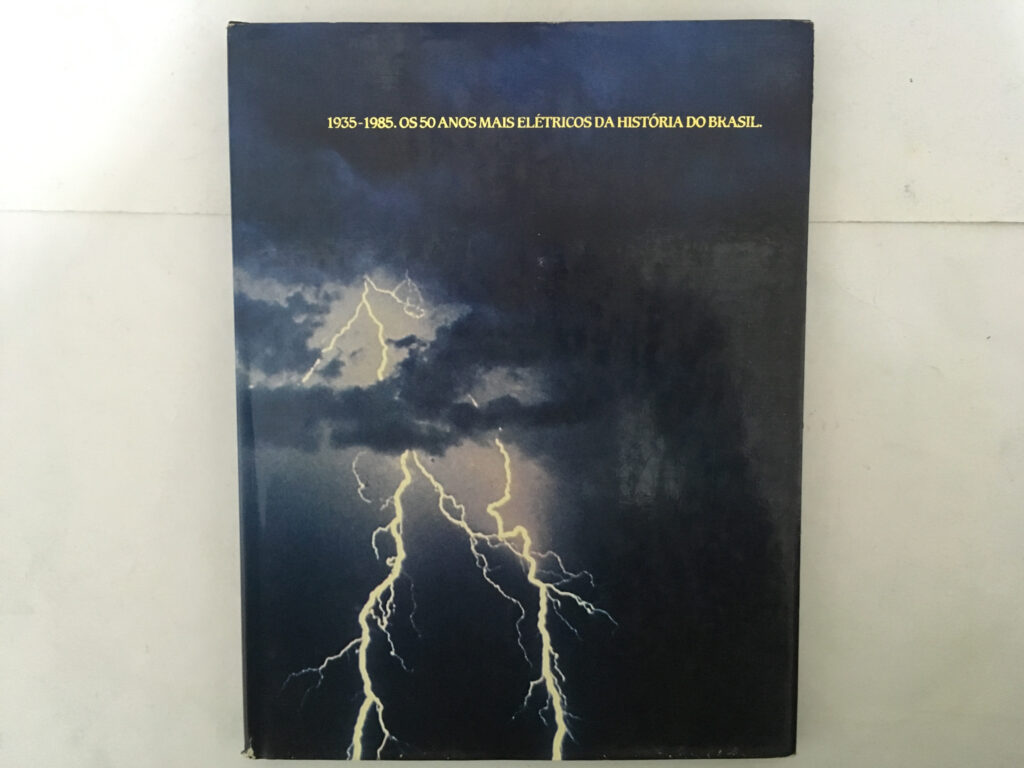 1935-1985. OS 50 ANOS MAIS ELÉTRICOS DA HISTÓRIA DO BRASIL.